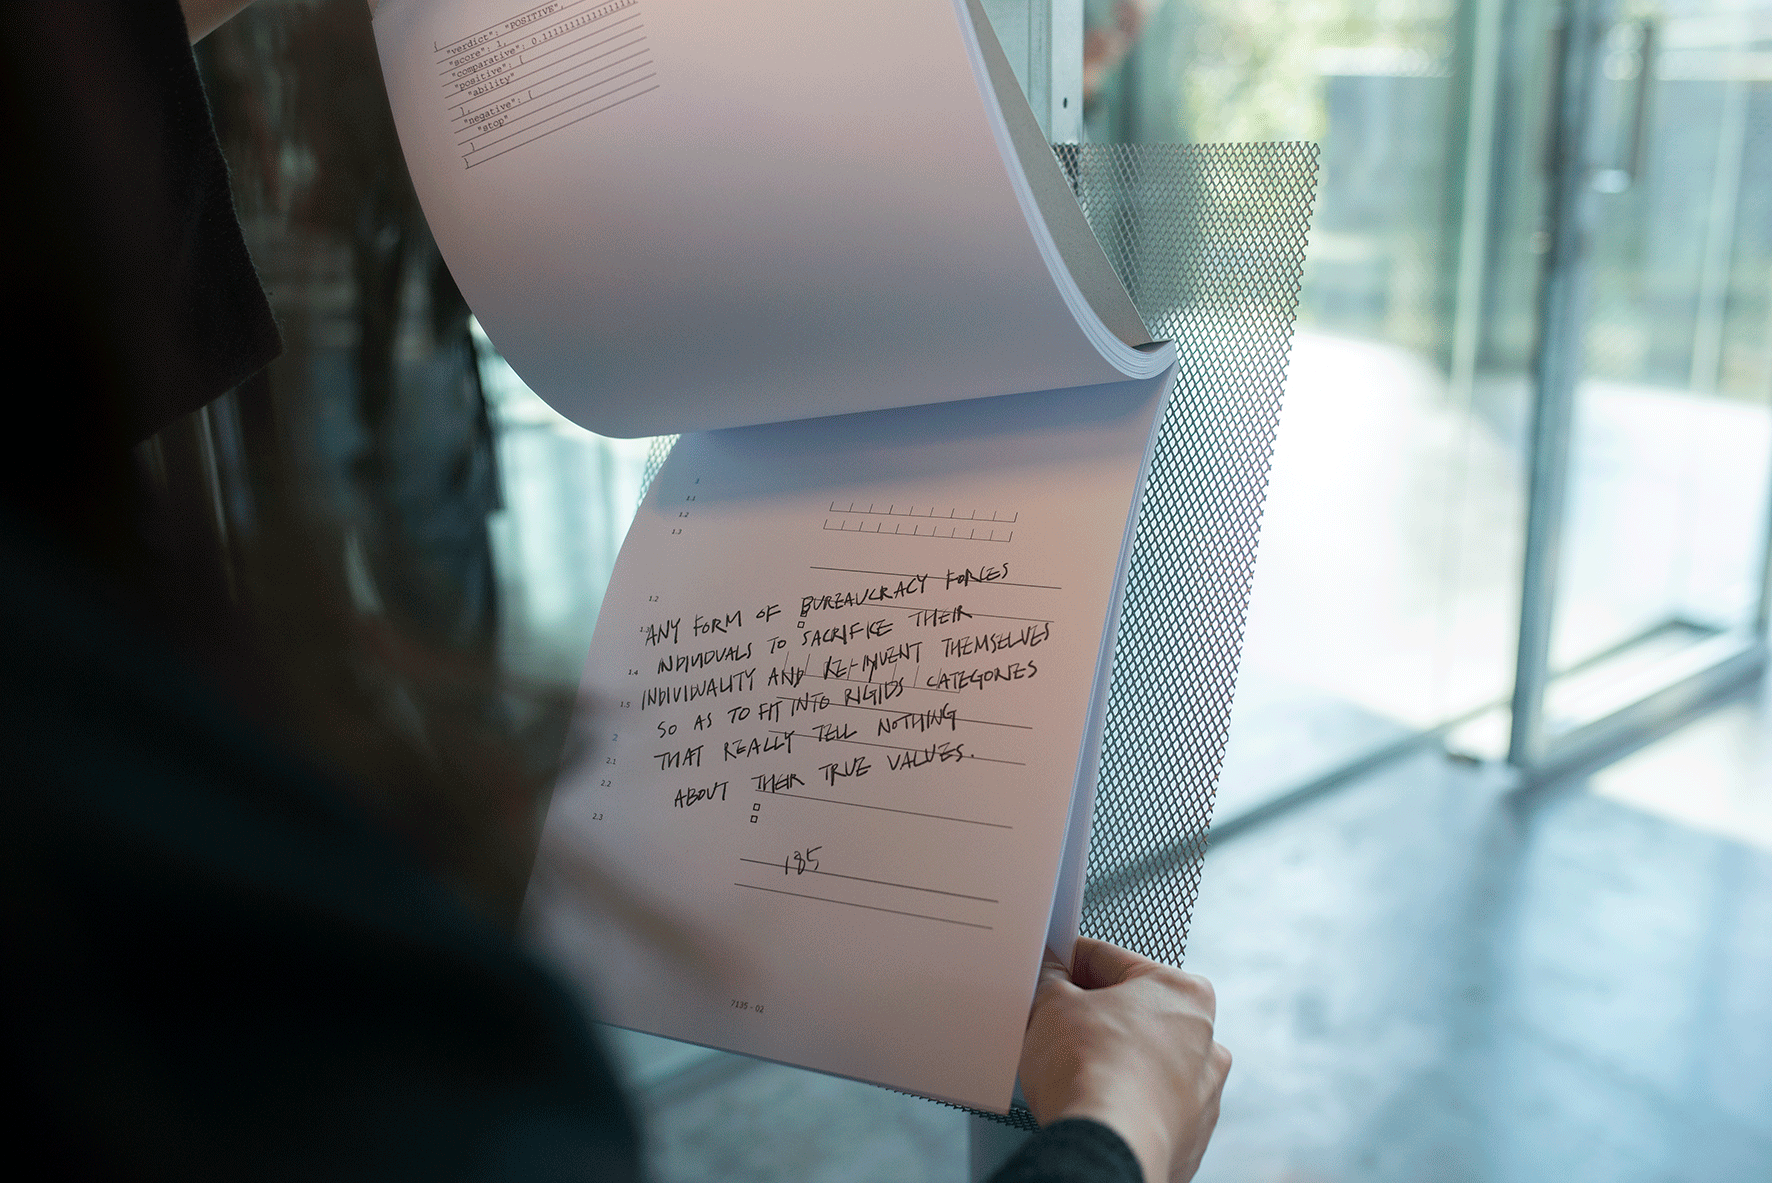 {
"verdict": "POSITIVE",
"score": 1,
"comparative": 0.1111111111111111,
"positive": [
"ability"
],
"negative": [
"stop"
]
}
1
1.1
1.2
1.3
1.2
1.3
1.4
1.5
2
2.1
2.2
2.3
ANY FORM OF BUREAUCRACY FORCES
INDIVIDUALS TO SACRIFICE THEIR
INDIVIDUALITY AND RE-INVENT THEMSELVES
SO AS TO FIT INTO RIGIDS CATEGORIES
THAT REALLY TELL NOTHING
ABOUT THEIR TRUE VALUES.
185
7135 - 02